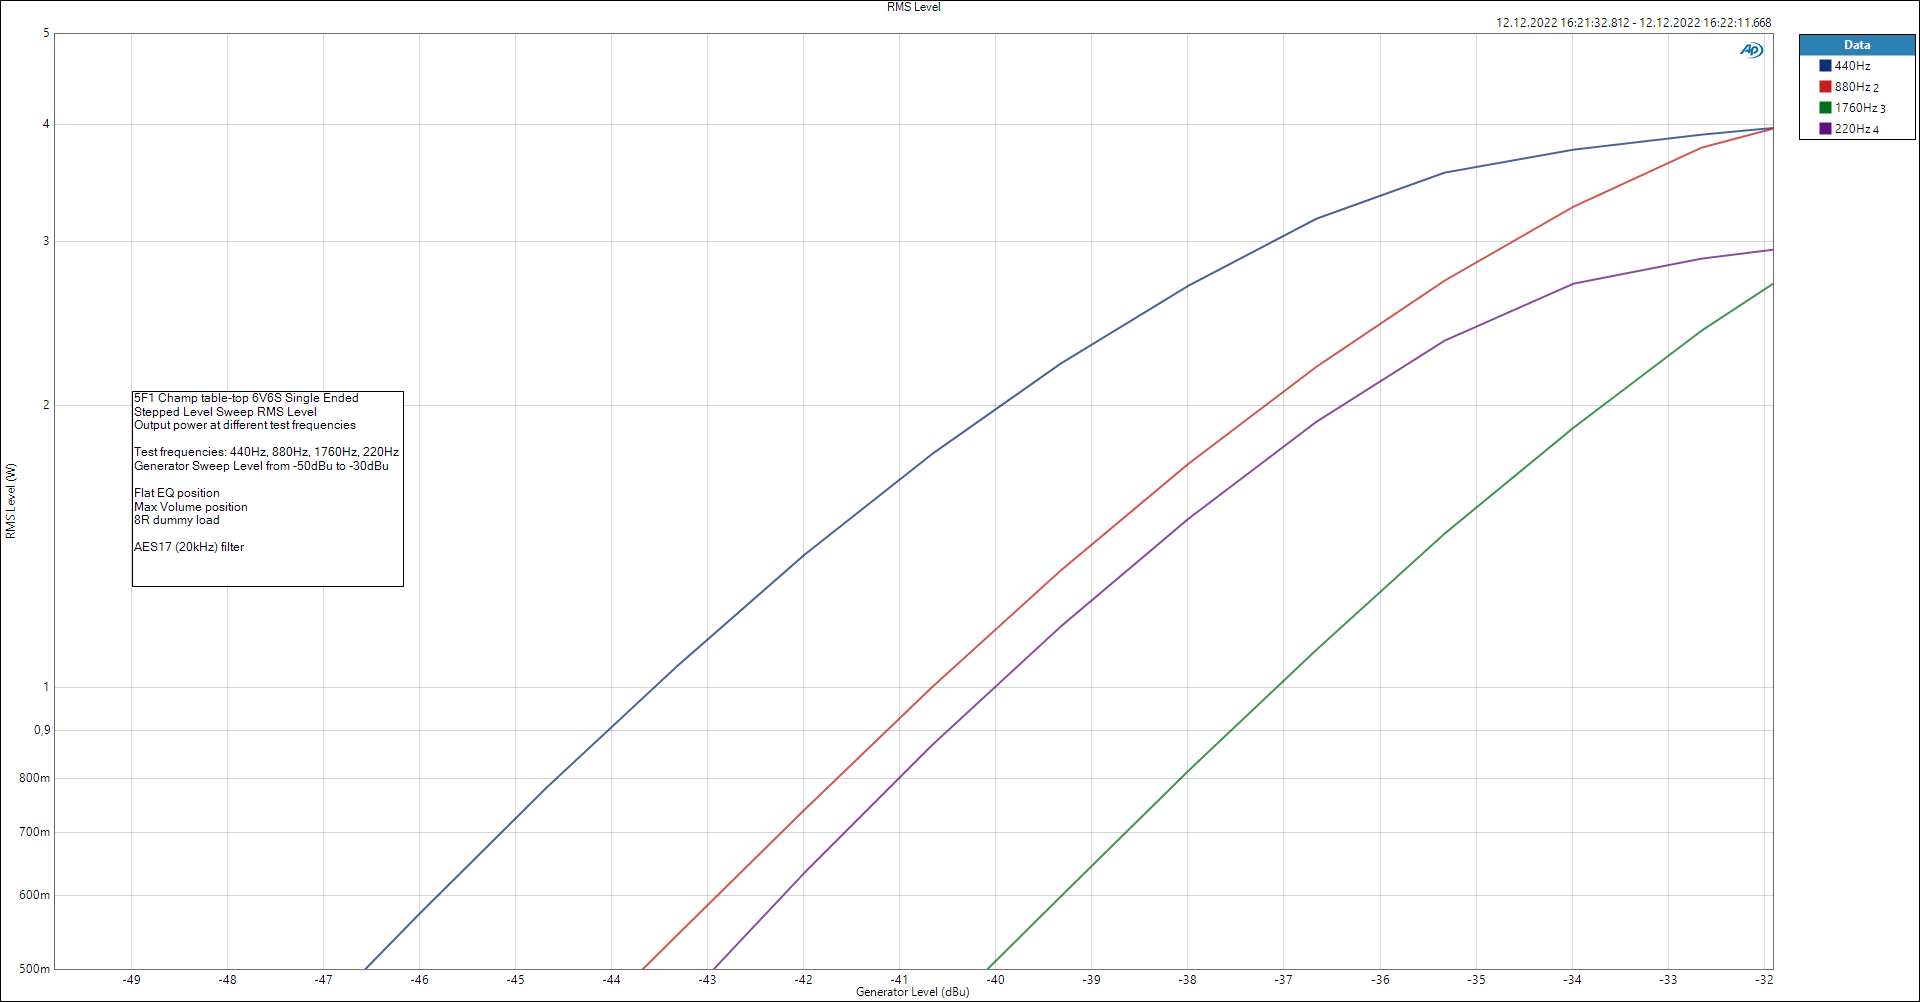 RMS Level
12.12.2022 16:21:32.812 - 12.12.2022 16:22:11.668
Ap
Data
440Hz
880Hz 2
1760Hz 3
220Hz 4
RMS Level (W)
5
4
3
2
1
0,9
800m
700m
600m
500m
5F1 Champ table-top 6V6S Single Ended
Stepped Level Sweep RMS Level
Output power at different test frequencies
Test frequencies: 440Hz, 880Hz, 1760Hz, 220Hz
Generator Sweep Level from -50dBu to -30dBu
Flat EQ position
Max Volume position
8R dummy load
AES17 (20kHz) filter
-49 -48 -47 -46 -45 -44 -43 -42 -41 -40 -39 -38 -37 -36 -35 -34 -33 -32
Generator Level (dBu)